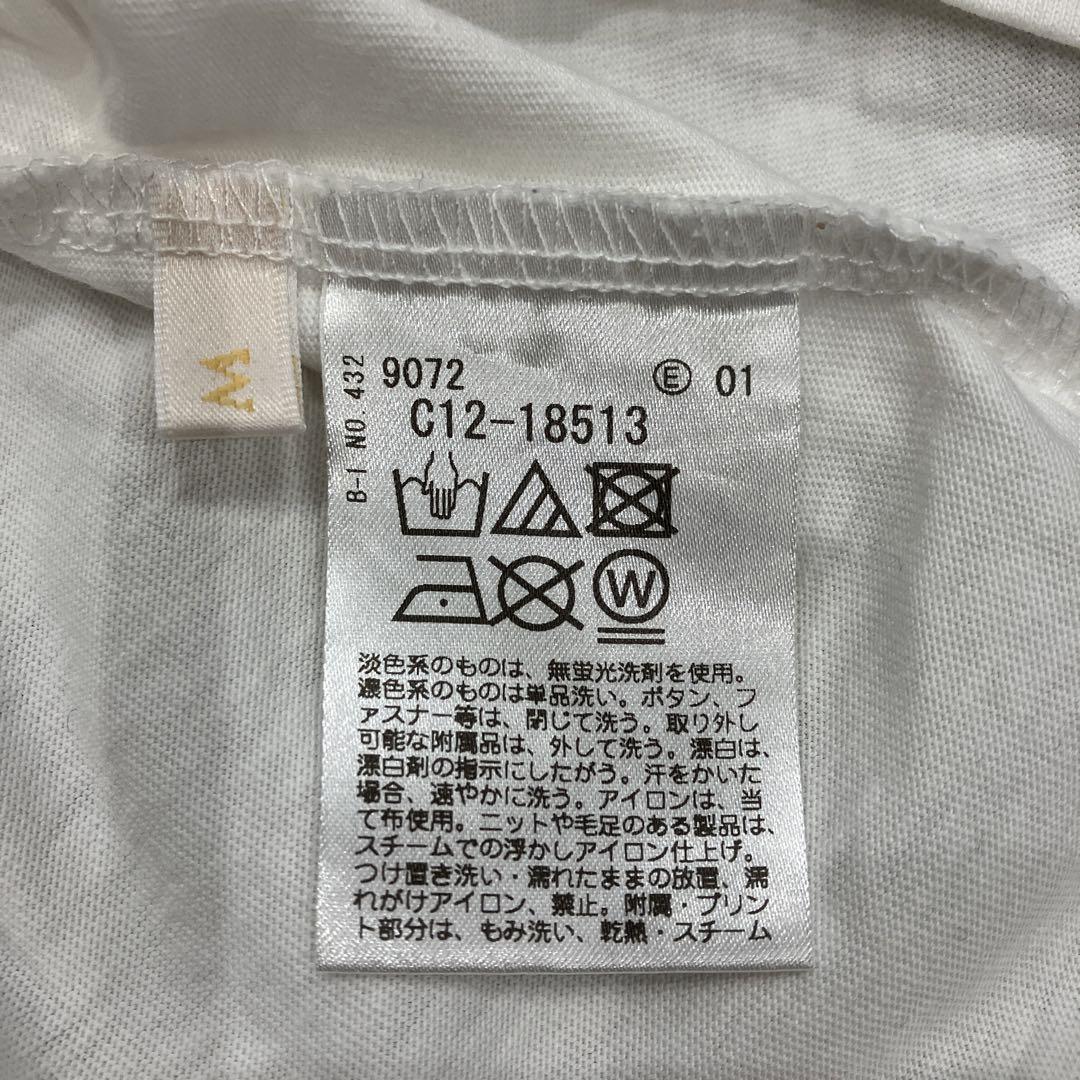 M
B-I NO. 432
9072 Ⓔ 01
C12-18513
W
淡色系のものは、無蛍光洗剤を使用。
濃色系のものは単品洗い。ボタン、フ
ァスナー等は、閉じて洗う。取り外し
可能な附属品は、外して洗う。漂白は、
漂白剤の指示にしたがう。汗をかいた
場合、速やかに洗う。アイロンは、当
て布使用。ニットや毛足のある製品は、
スチームでの浮かしアイロン仕上げ。
つけ置き洗い・濡れたままの放置、濡
れがけアイロン、禁止。附属・プリン
ト部分は、もみ洗い、乾熱・スチーム